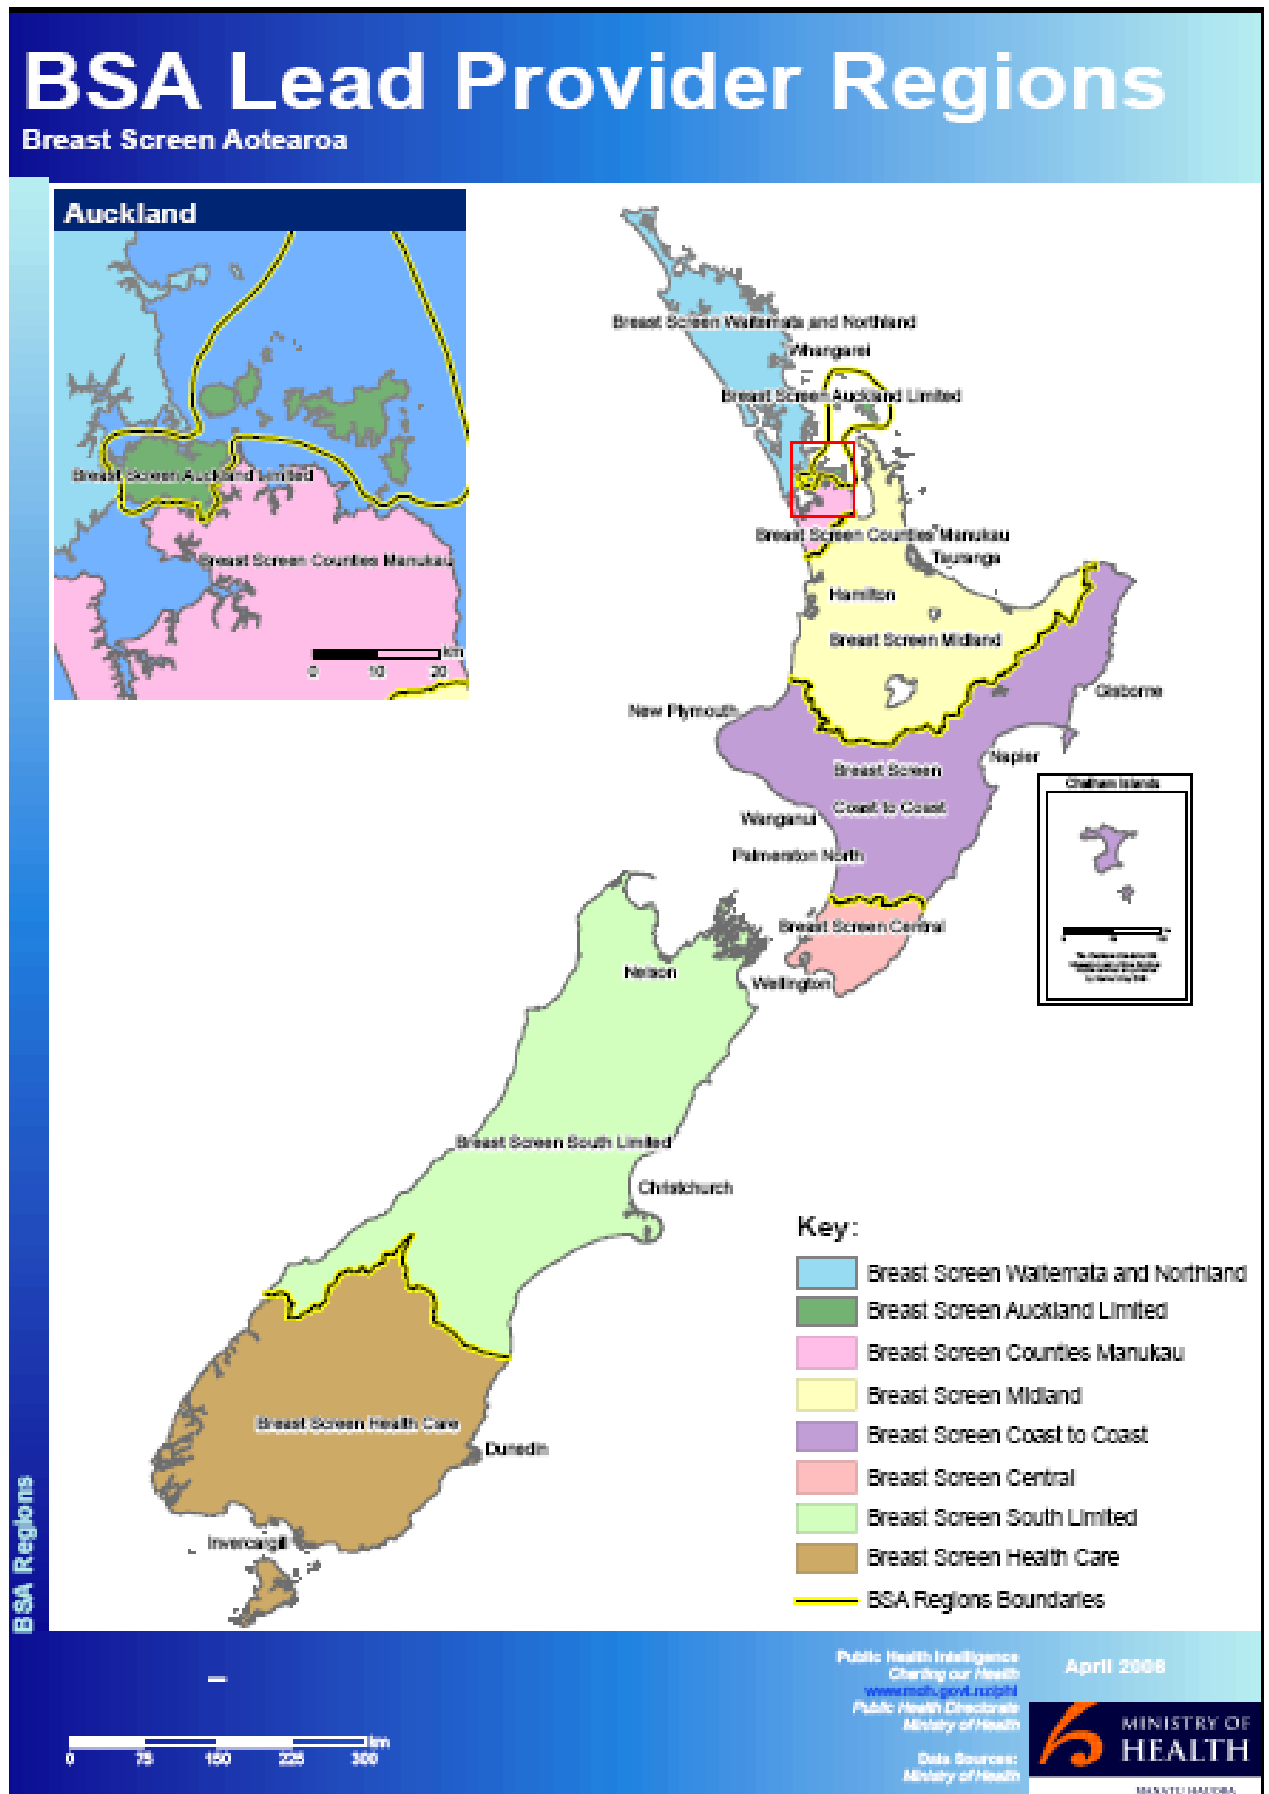 BSA Lead Provider Regions
Breast Screen Aotearoa
Auckland
Breast Screen Auckland Limited
Breast Screen Counties Manukau
km
0 10 20
Breast Screen Waitemata and Northland
Whangarei
Breast Screen Auckland Limited
Breast Screen Counties Manukau
Tauranga
Hamilton
Breast Screen Midland
Gisborne
New Plymouth
Napier
Breast Screen
Coast to Coast
Wanganui
Palmerston North
Chatham Islands
Breast Screen Central
Nelson
Wellington
Breast Screen South Limited
Christchurch
Breast Screen Health Care
Dunedin
Invercargill
Key:
Breast Screen Waitemata and Northland
Breast Screen Auckland Limited
Breast Screen Counties Manukau
Breast Screen Midland
Breast Screen Coast to Coast
Breast Screen Central
Breast Screen South Limited
Breast Screen Health Care
BSA Regions Boundaries
BSA Regions
km
0 75 150 225 300
Public Health Intelligence
Charting our Health
www.moh.govt.nz/phi
Public Health Directorate
Ministry of Health
Data Sources:
Ministry of Health
April 2008
MINISTRY OF
HEALTH